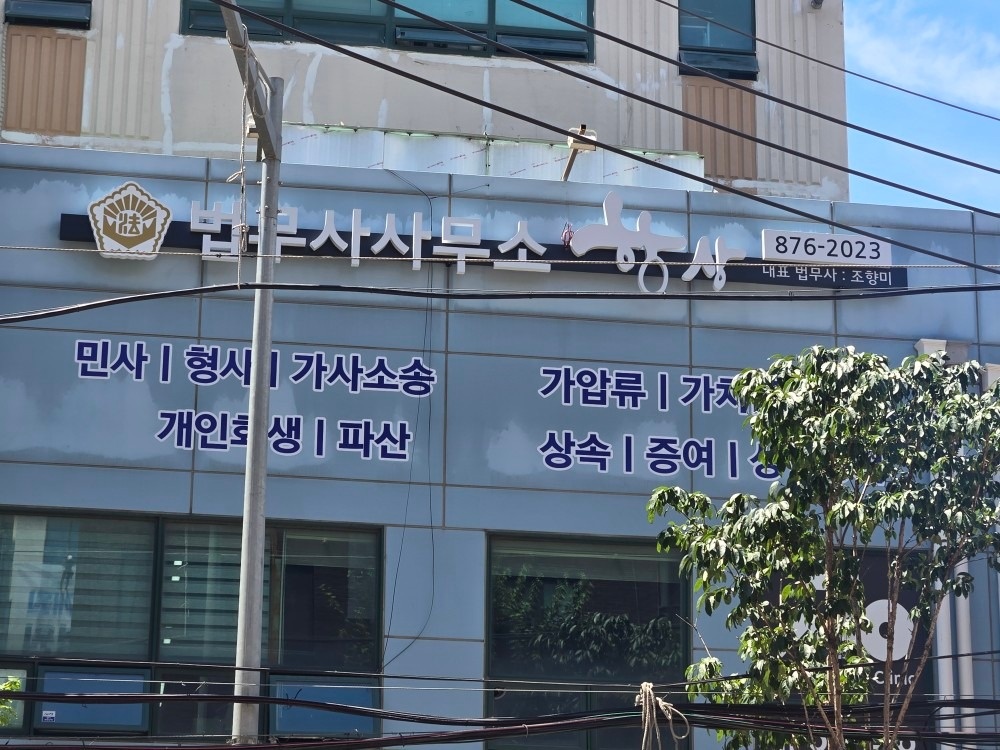 法 법무사사무소 향상 876-2023
대표 법무사 : 조향미
민사 | 형사 | 가사소송
가압류 |
개인회생 | 파산
상속 | 증여 |